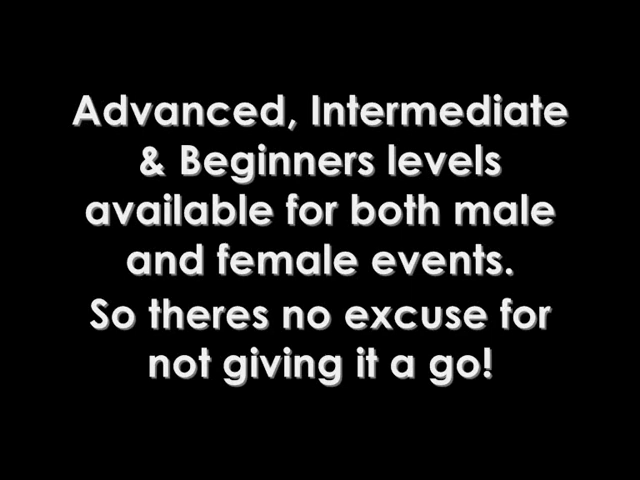 Advanced, Intermediate
& Beginners levels
available for both male
and female events.
So theres no excuse for
not giving it a go!